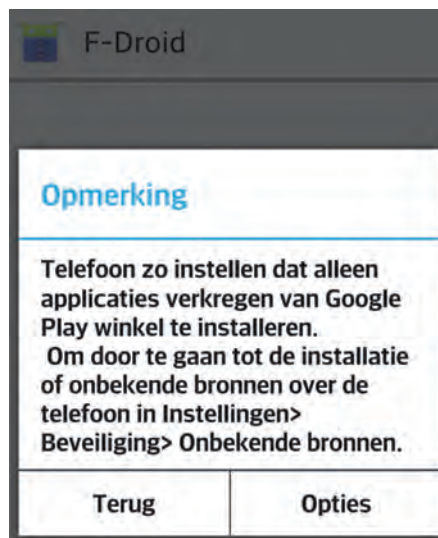 F-Droid
Opmerking
Telefoon zo instellen dat alleen
applicaties verkregen van Google
Play winkel te installeren.
Om door te gaan tot de installatie
of onbekende bronnen over de
telefoon in Instellingen>
Beveiliging> Onbekende bronnen.
Terug
Opties